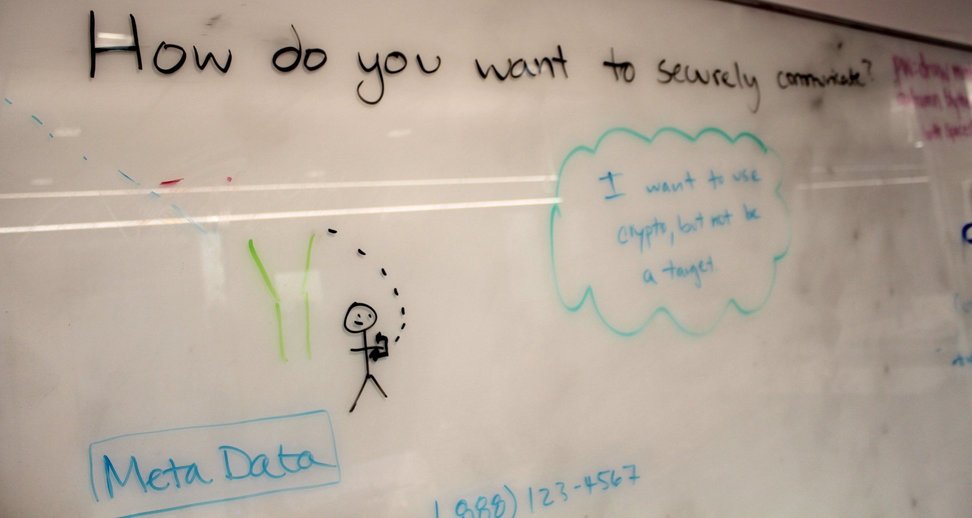 How do you want to securely communicate?
I want to use
crypto, but not be
a target
Meta Data
1 888) 123-4567